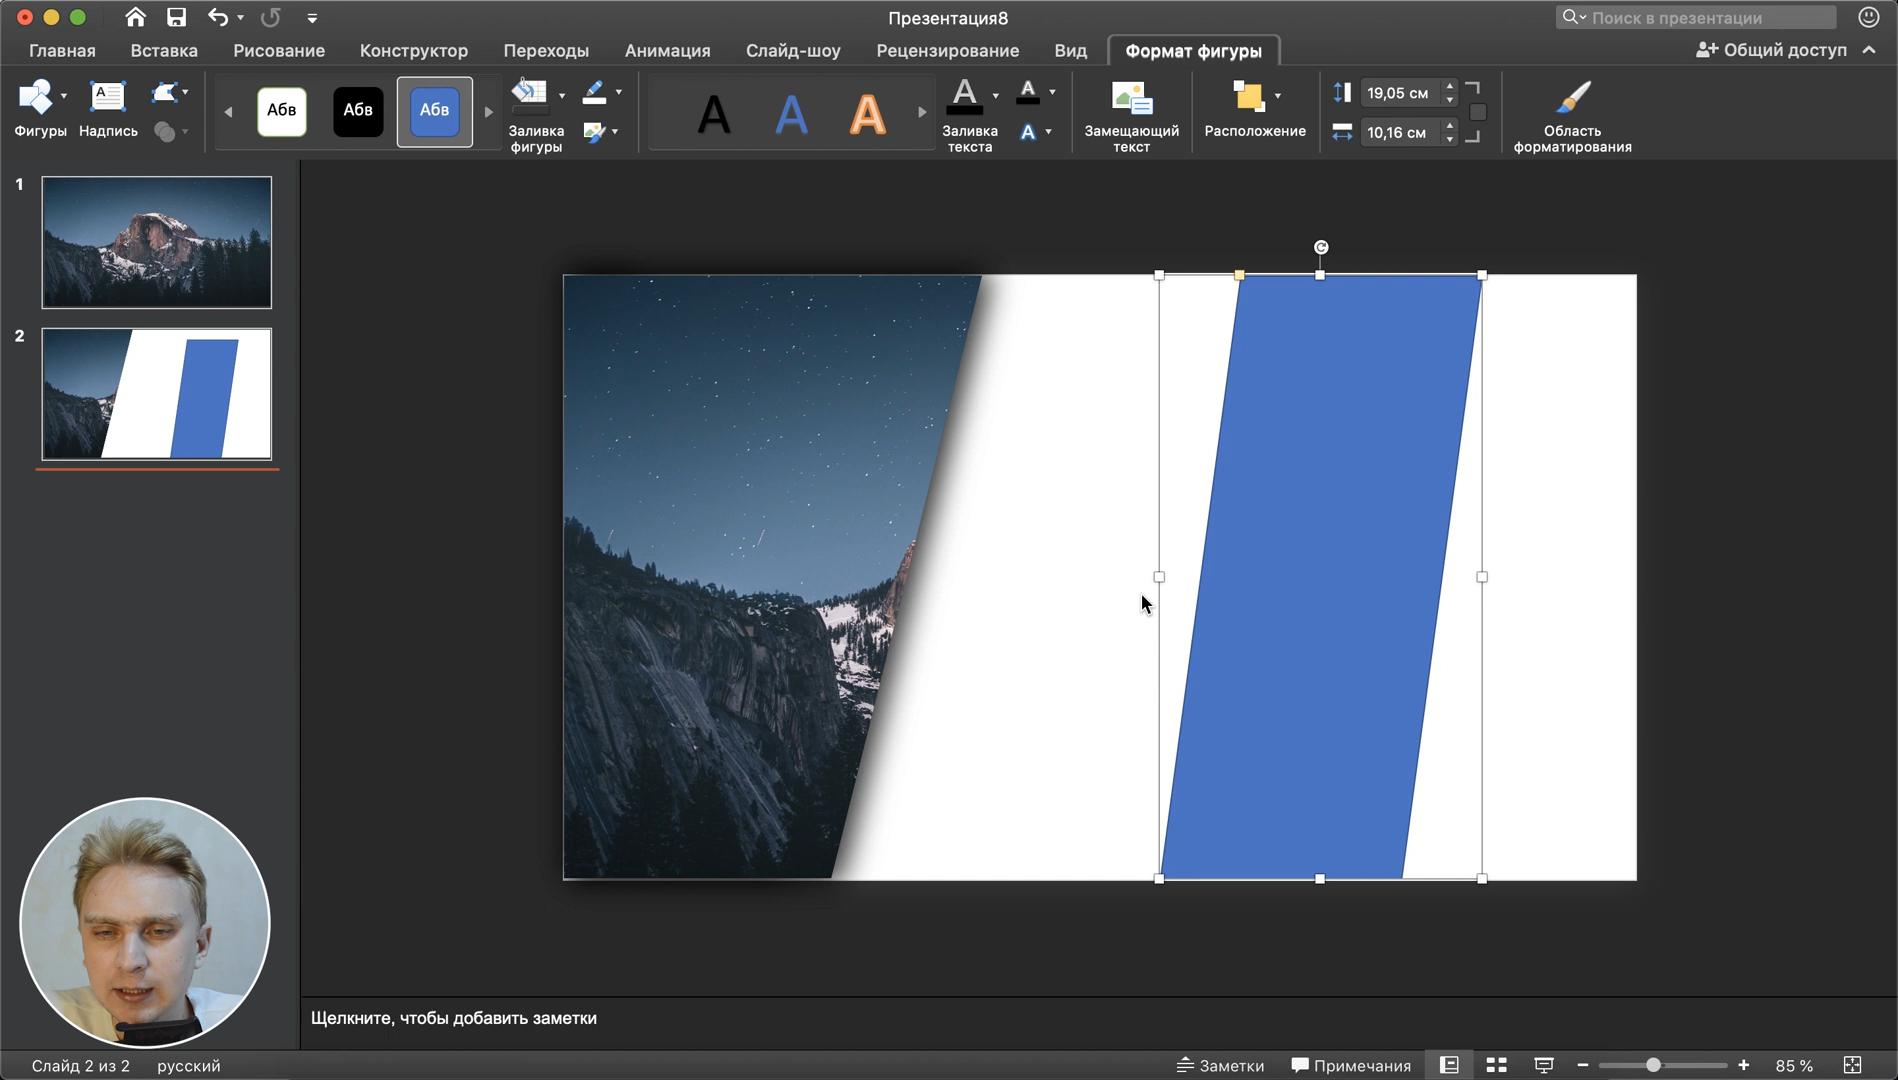 Презентация8
Поиск в презентации
Главная Вставка Рисование Конструктор Переходы Анимация Слайд-шоу Рецензирование Вид Формат фигуры Общий доступ
Абв Абв Абв
A A A
19,05 см
10,16 см
Фигуры Надпись
Заливка
фигуры
Заливка
текста
Замещающий
текст
Расположение
Область
форматирования
1
2
Щелкните, чтобы добавить заметки
Слайд 2 из 2 русский Заметки Примечания 85 %